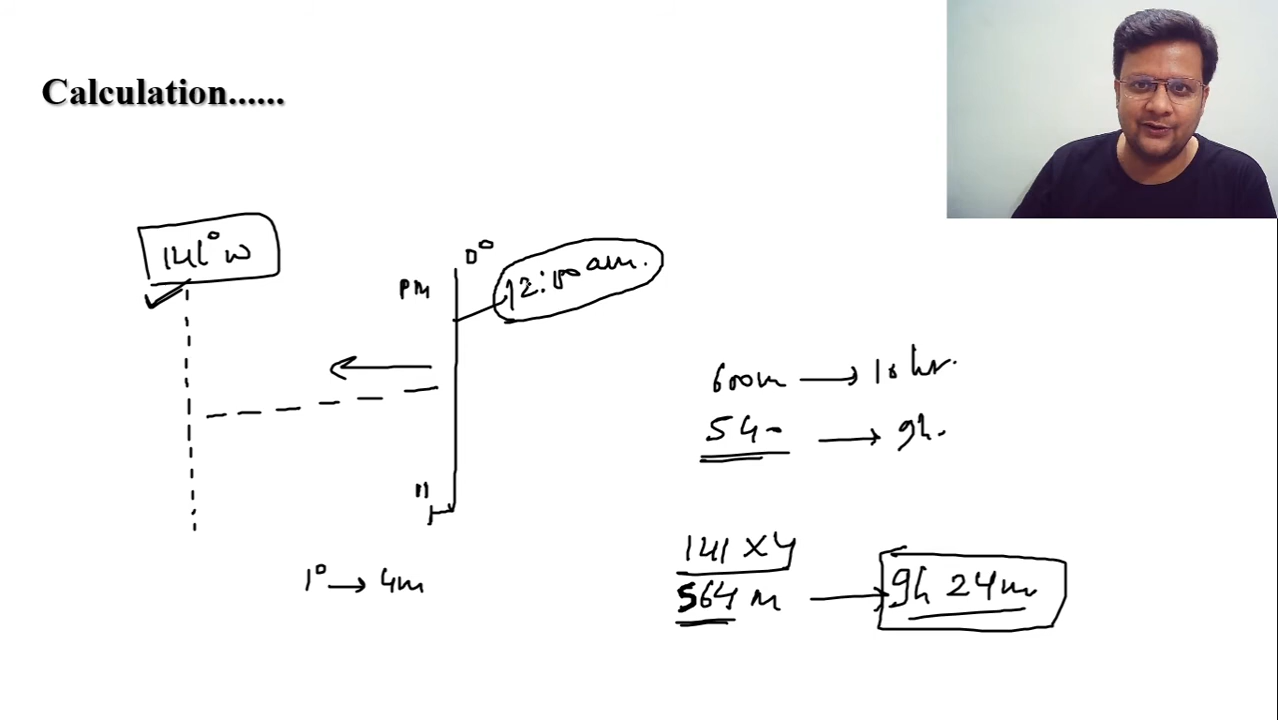 Calculation......
141° W
0°
PM
12:00 am.
600m → 10 hr.
540 → 9h.
11
141 x 4
1° → 4m
564 m → 9h 24m